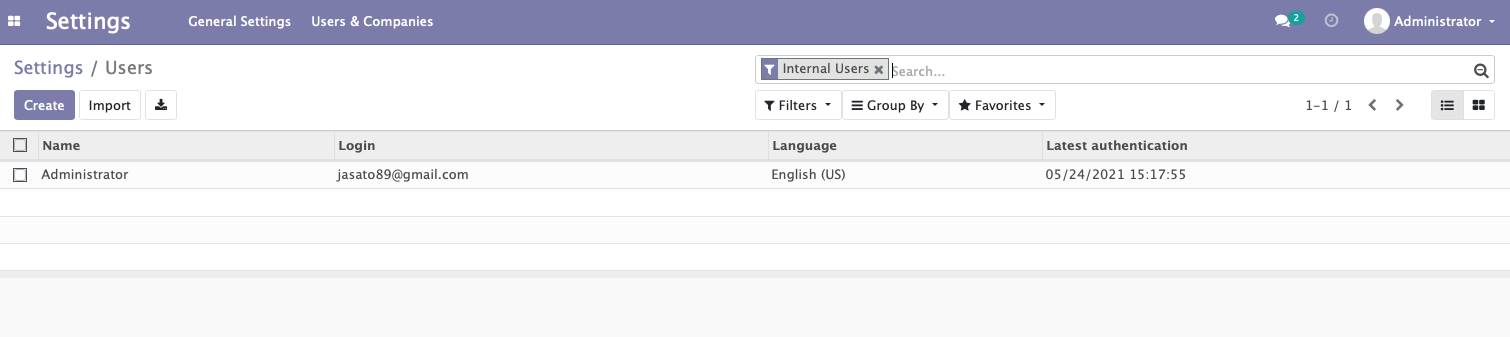 Settings General Settings Users & Companies 2 Administrator
Settings / Users Internal Users Search...
Create Import Filters Group By Favorites 1-1 / 1
Name Login Language Latest authentication
Administrator jasato89@gmail.com English (US) 05/24/2021 15:17:55